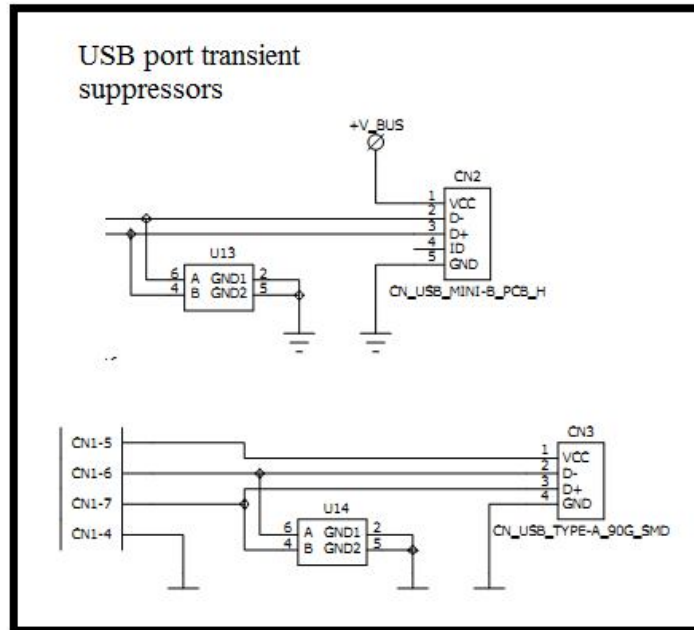 USB port transient
suppressors
+V_BUS
CN2
1 VCC
2 D-
3 D+
4 ID
5 GND
CN_USB_MINI-B_PCB_H
U13
6 A GND1 2
4 B GND2 5
CN1-5
CN1-6
CN1-7
CN1-4
CN3
1 VCC
2 D-
3 D+
4 GND
CN_USB_TYPE-A_90G_SMD
U14
6 A GND1 2
4 B GND2 5